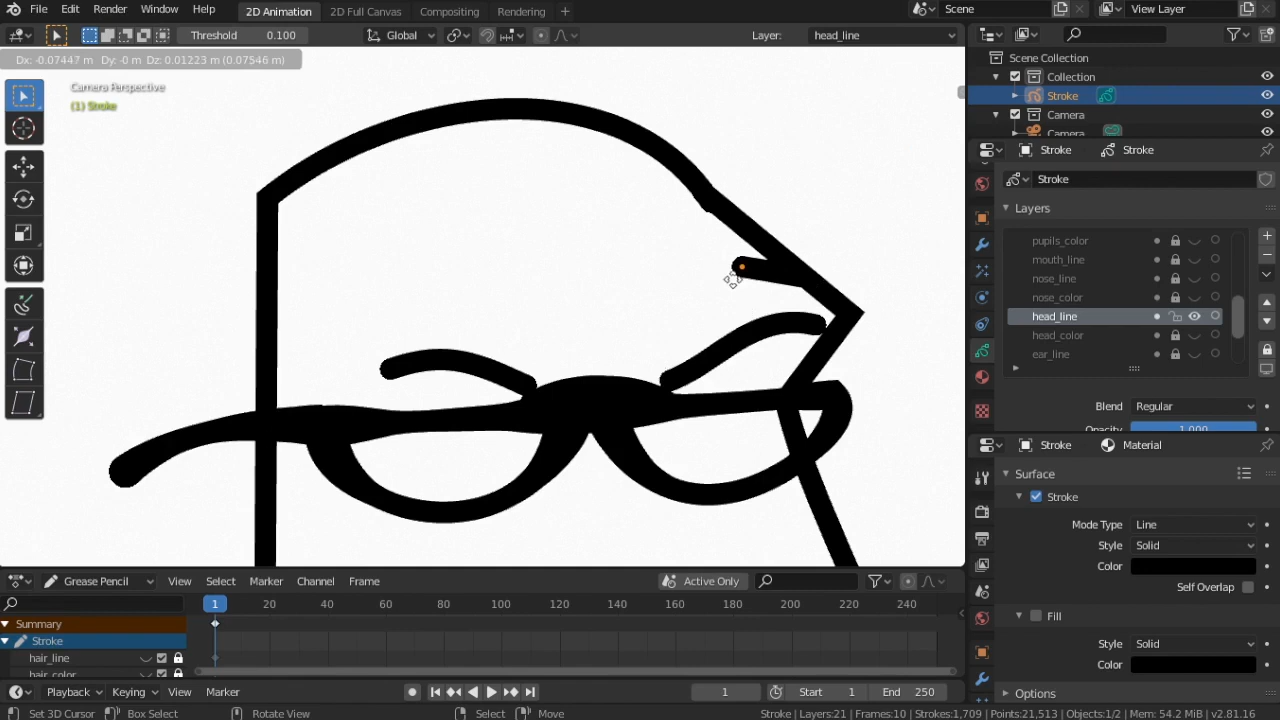 File Edit Render Window Help 2D Animation 2D Full Canvas Compositing Rendering + Scene View Layer
Threshold 0.100 Global Layer: head_line
Dx: -0.07447 m Dy: -0 m Dz: 0.01223 m (0.07546 m)
Camera Perspective
(1) Stroke
Scene Collection
Collection
Stroke
Camera
Camera
Stroke Stroke
Stroke
Layers
pupils_color
mouth_line
nose_line
nose_color
head_line
head_color
ear_line
Blend Regular
Opacity 1.000
Stroke Material
Surface
Stroke
Mode Type Line
Style Solid
Color
Self Overlap
Fill
Style Solid
Color
Options
Grease Pencil View Select Marker Channel Frame Active Only
1 20 40 60 80 100 120 140 160 180 200 220 240
Summary
Stroke
hair_line
hair_color
Playback Keying View Marker 1 Start 1 End 250
Set 3D Cursor Box Select Rotate View Select Move Stroke | Layers:21 | Frames:10 | Strokes:1,709 | Points:21,513 | Objects:1/2 | Mem: 54.2 MiB | v2.81.16